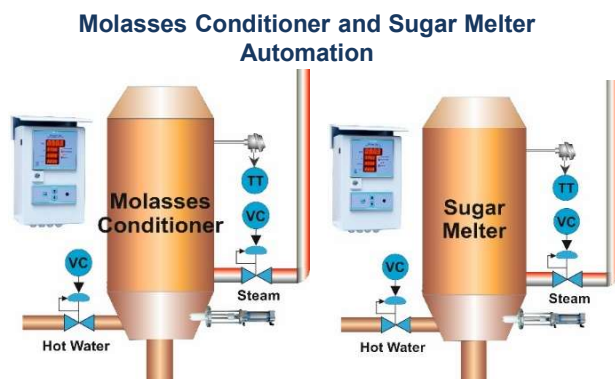 Molasses Conditioner and Sugar Melter
Automation
Molasses
Conditioner
TT
VC
VC
Steam
Hot Water
Sugar
Melter
TT
VC
VC
Steam
Hot Water